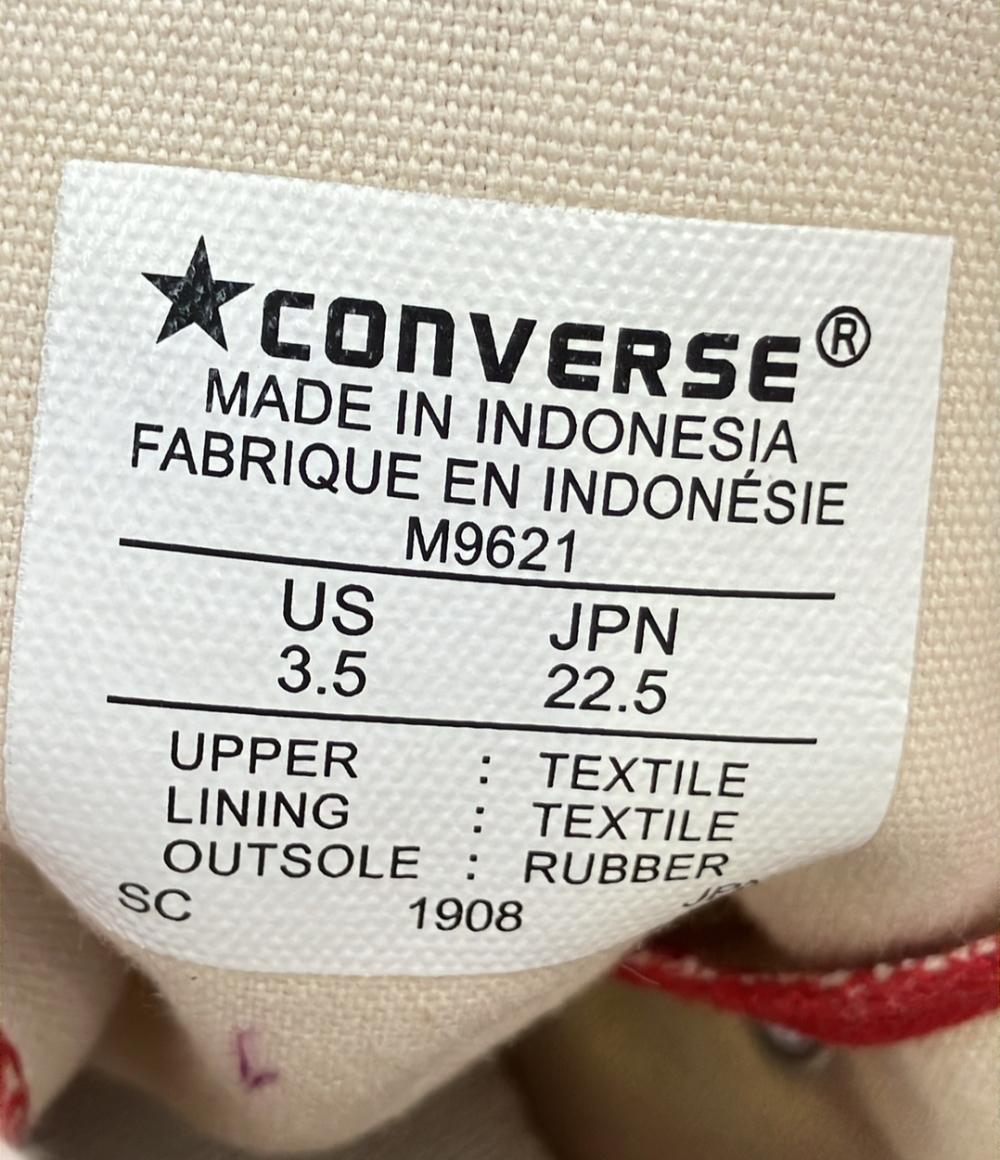 ★CONVERSE®
MADE IN INDONESIA
FABRIQUE EN INDONÉSIE
M9621
US JPN
3.5 22.5
UPPER : TEXTILE
LINING : TEXTILE
OUTSOLE : RUBBER
SC 1908
L